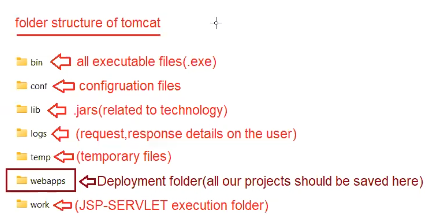 folder structure of tomcat
bin all executable files(.exe)
conf configruation files
lib .jars(related to technology)
logs (request,response details on the user)
temp (temporary files)
webapps Deployment folder(all our projects should be saved here)
work (JSP-SERVLET execution folder)